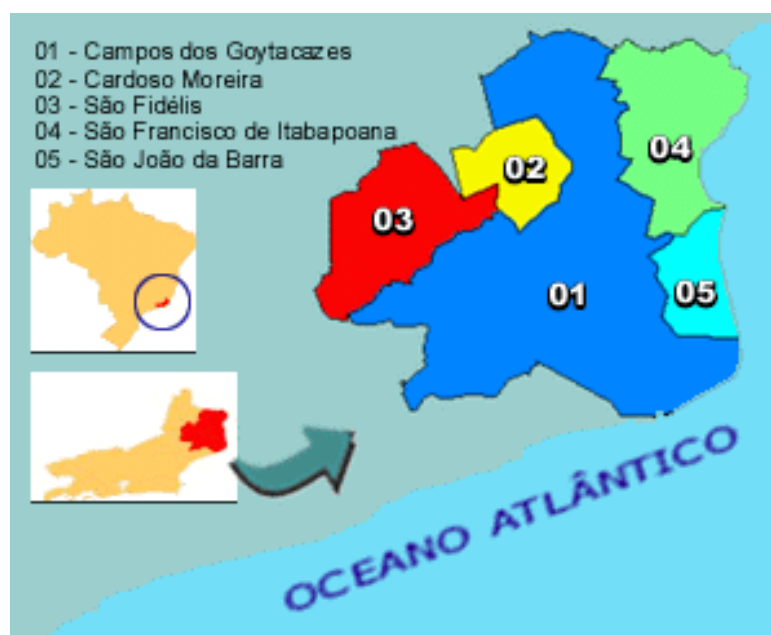 01 - Campos dos Goytacazes
02 - Cardoso Moreira
03 - São Fidélis
04 - São Francisco de Itabapoana
05 - São João da Barra
04
02
03
01
05
OCEANO ATLÂNTICO